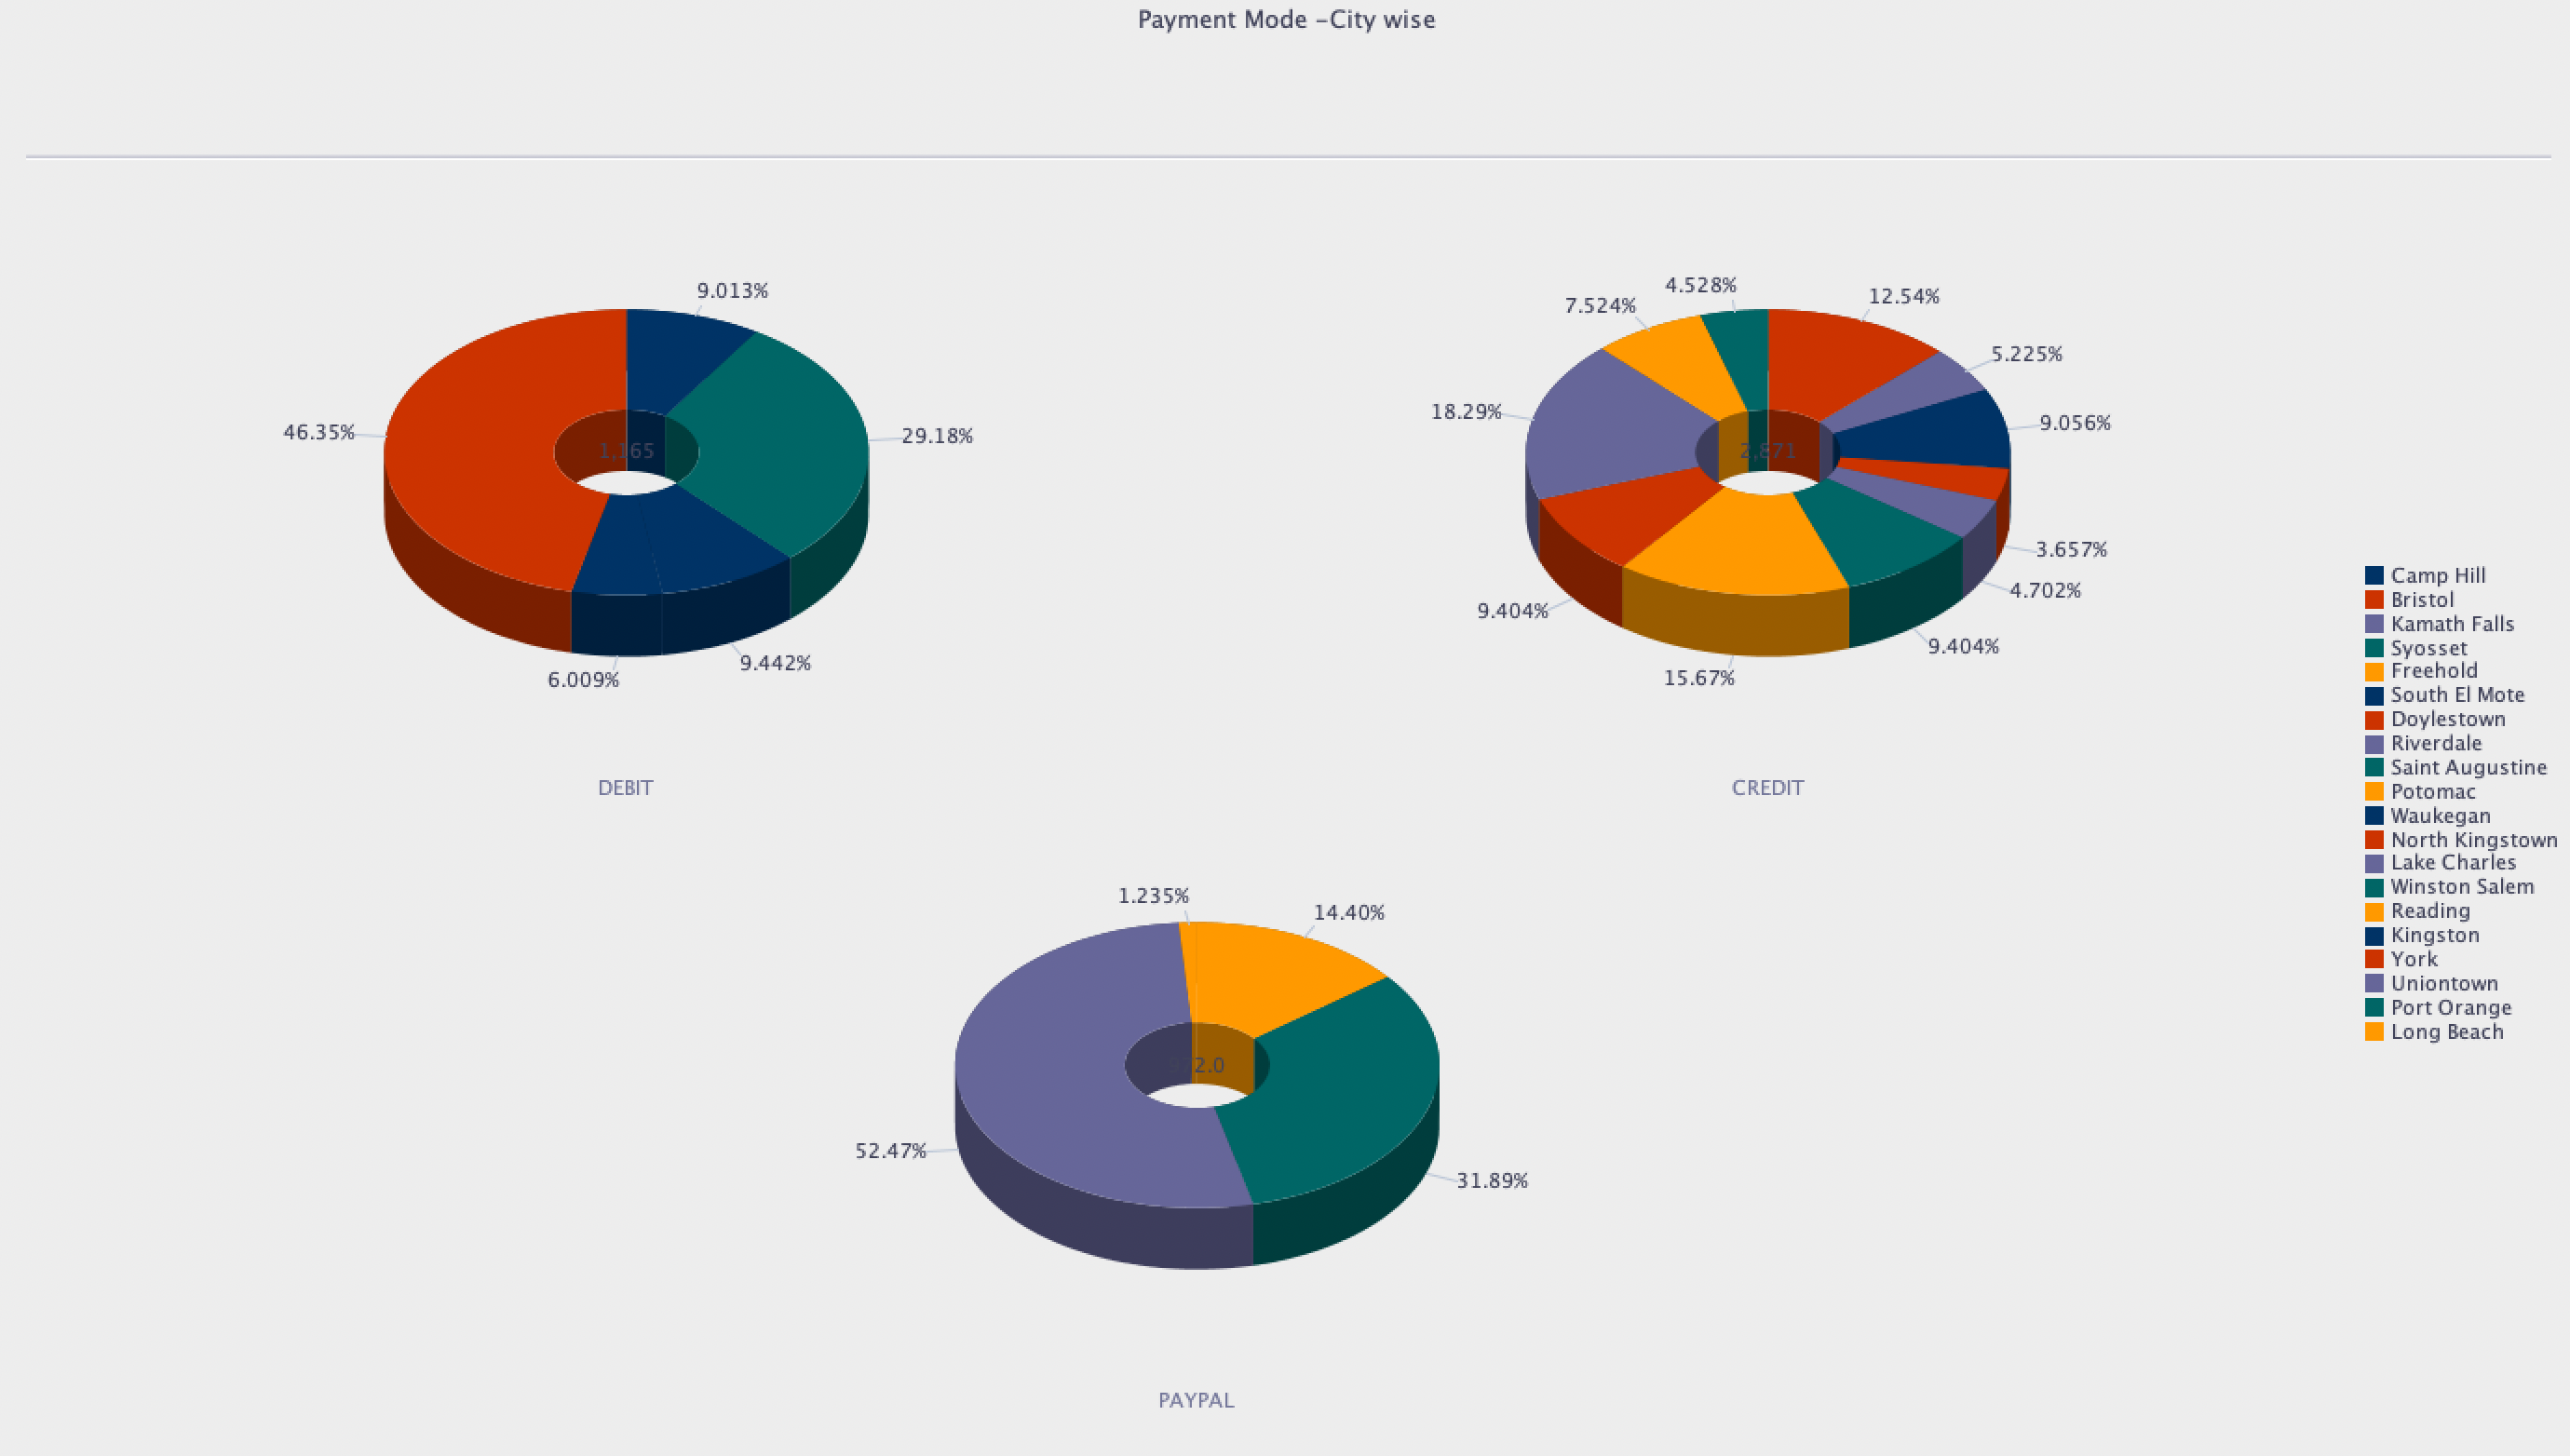 Payment Mode –City wise
9.013%
29.18%
9.442%
6.009%
46.35%
1,165
DEBIT
12.54%
5.225%
9.056%
3.657%
4.702%
9.404%
15.67%
9.404%
18.29%
7.524%
4.528%
2,871
CREDIT
14.40%
31.89%
52.47%
1.235%
PAYPAL
Camp Hill
Bristol
Kamath Falls
Syosset
Freehold
South El Mote
Doylestown
Riverdale
Saint Augustine
Potomac
Waukegan
North Kingstown
Lake Charles
Winston Salem
Reading
Kingston
York
Uniontown
Port Orange
Long Beach